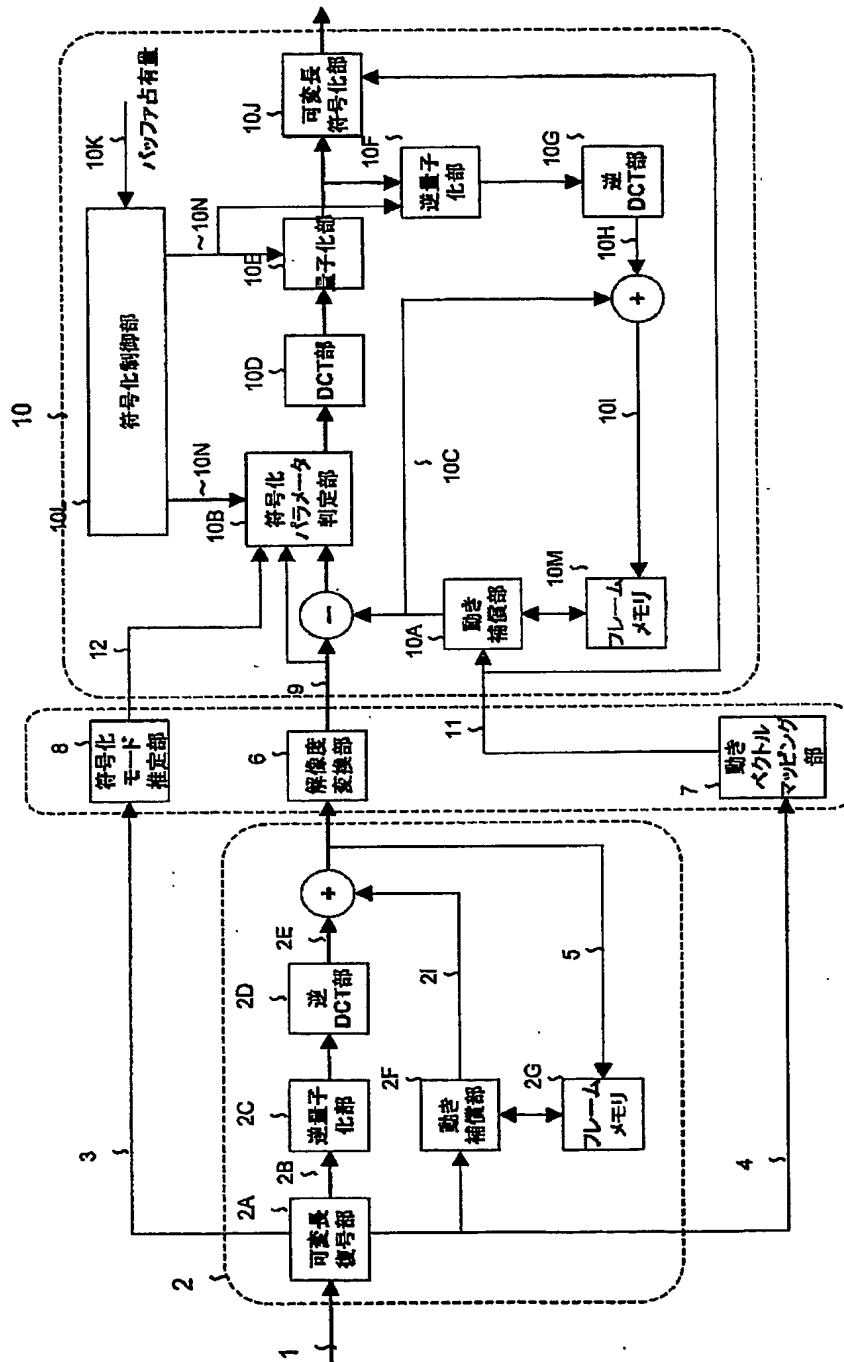 1
2
2A
可変長
復号部
2B
2C
逆量子
化部
2D
逆
DCT部
2E
+
2F
動き
補償部
2G
フレーム
メモリ
2I
3
4
5
8
符号化
モード
推定部
6
解像度
変換部
7
動き
ベクトル
マッピング
部
9
11
12
10
10L
符号化制御部
10K
バッファ占有量
~10N
~10N
10B
符号化
パラメータ
判定部
10D
DCT部
10E
量子化部
10J
可変長
符号化部
10F
逆量子
化部
10G
逆
DCT部
10H
+
10I
10C
−
10A
動き
補償部
10M
フレーム
メモリ